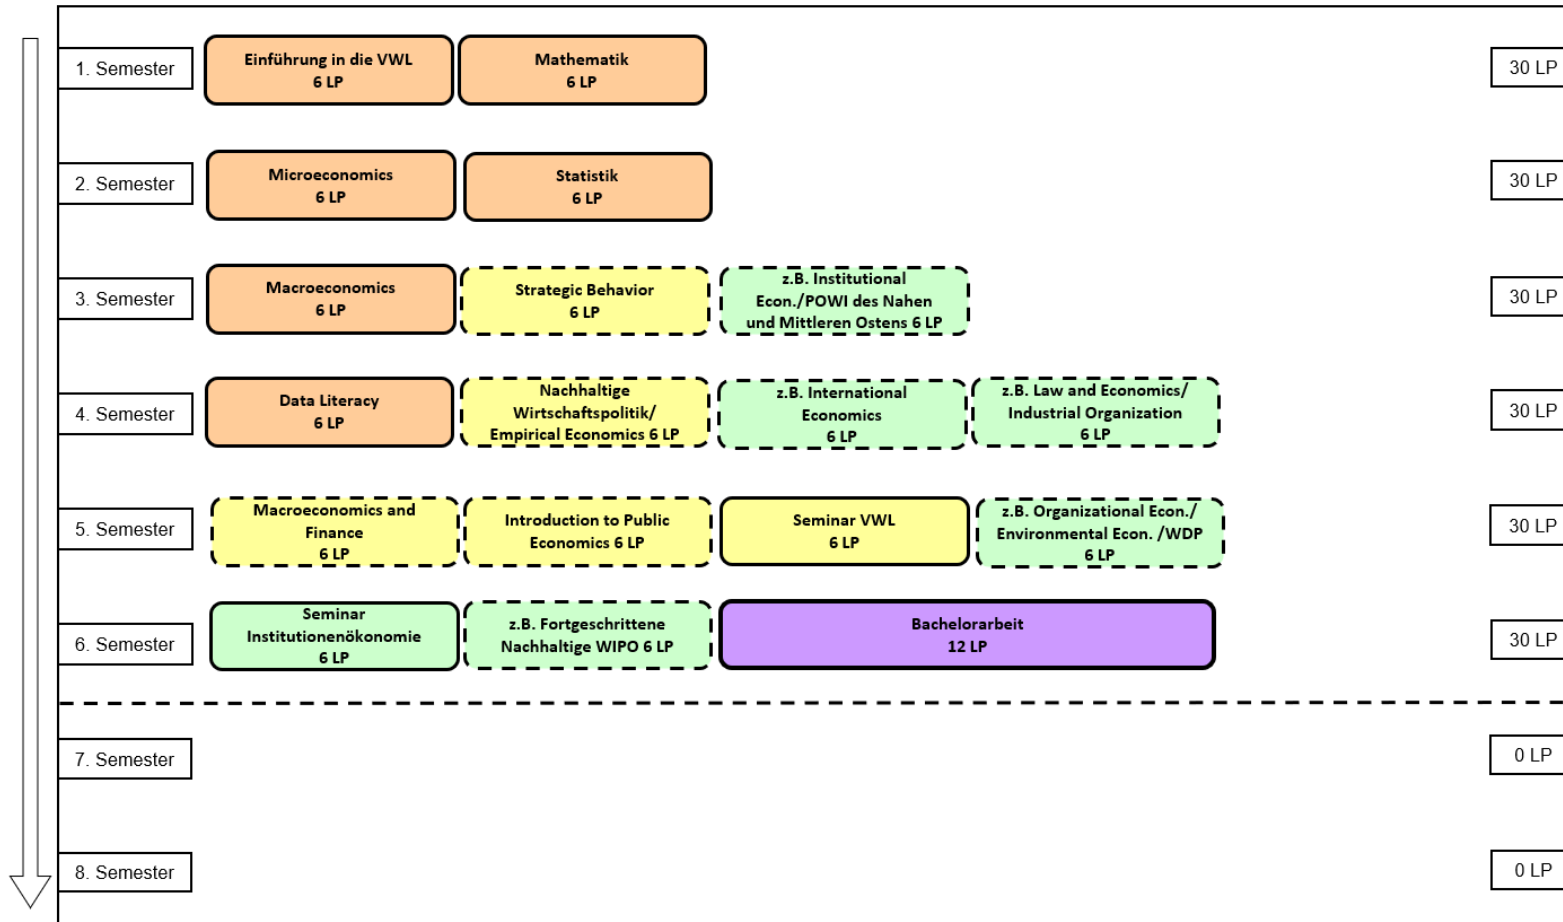 1. Semester
Einführung in die VWL
6 LP
Mathematik
6 LP
30 LP
2. Semester
Microeconomics
6 LP
Statistik
6 LP
30 LP
3. Semester
Macroeconomics
6 LP
Strategic Behavior
6 LP
z.B. Institutional
Econ./POWI des Nahen
und Mittleren Ostens 6 LP
30 LP
4. Semester
Data Literacy
6 LP
Nachhaltige
Wirtschaftspolitik/
Empirical Economics 6 LP
z.B. International
Economics
6 LP
z.B. Law and Economics/
Industrial Organization
6 LP
30 LP
5. Semester
Macroeconomics and
Finance
6 LP
Introduction to Public
Economics 6 LP
Seminar VWL
6 LP
z.B. Organizational Econ./
Environmental Econ. /WDP
6 LP
30 LP
6. Semester
Seminar
Institutionenökonomie
6 LP
z.B. Fortgeschrittene
Nachhaltige WIPO 6 LP
Bachelorarbeit
12 LP
30 LP
7. Semester
0 LP
8. Semester
0 LP